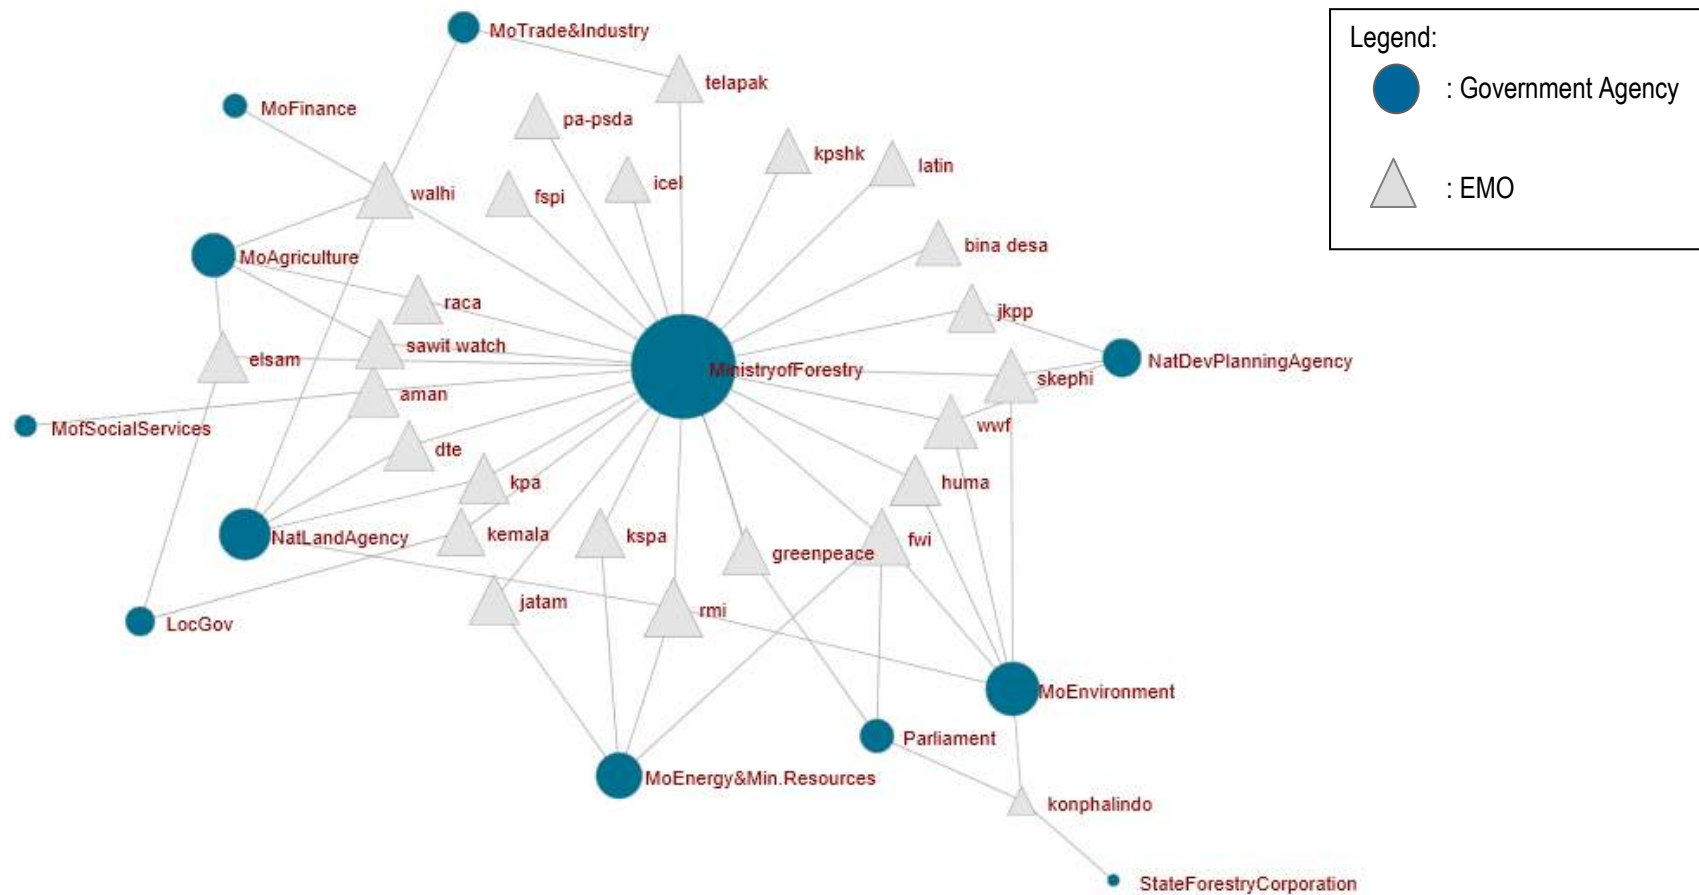 Legend:
: Government Agency
: EMO
MoTrade&Industry
telapak
MoFinance
pa-psda
kpshk
latin
icel
walhi
fspi
bina desa
MoAgriculture
raca
jkpp
sawit watch
elsam
MinistryofForestry
skephi
NatDevPlanningAgency
aman
MofSocialServices
wwf
dte
kpa
huma
NatLandAgency
kemala
kspa
greenpeace
fwi
jatam
rmi
LocGov
MoEnvironment
Parliament
MoEnergy&Min.Resources
konphalindo
StateForestryCorporation